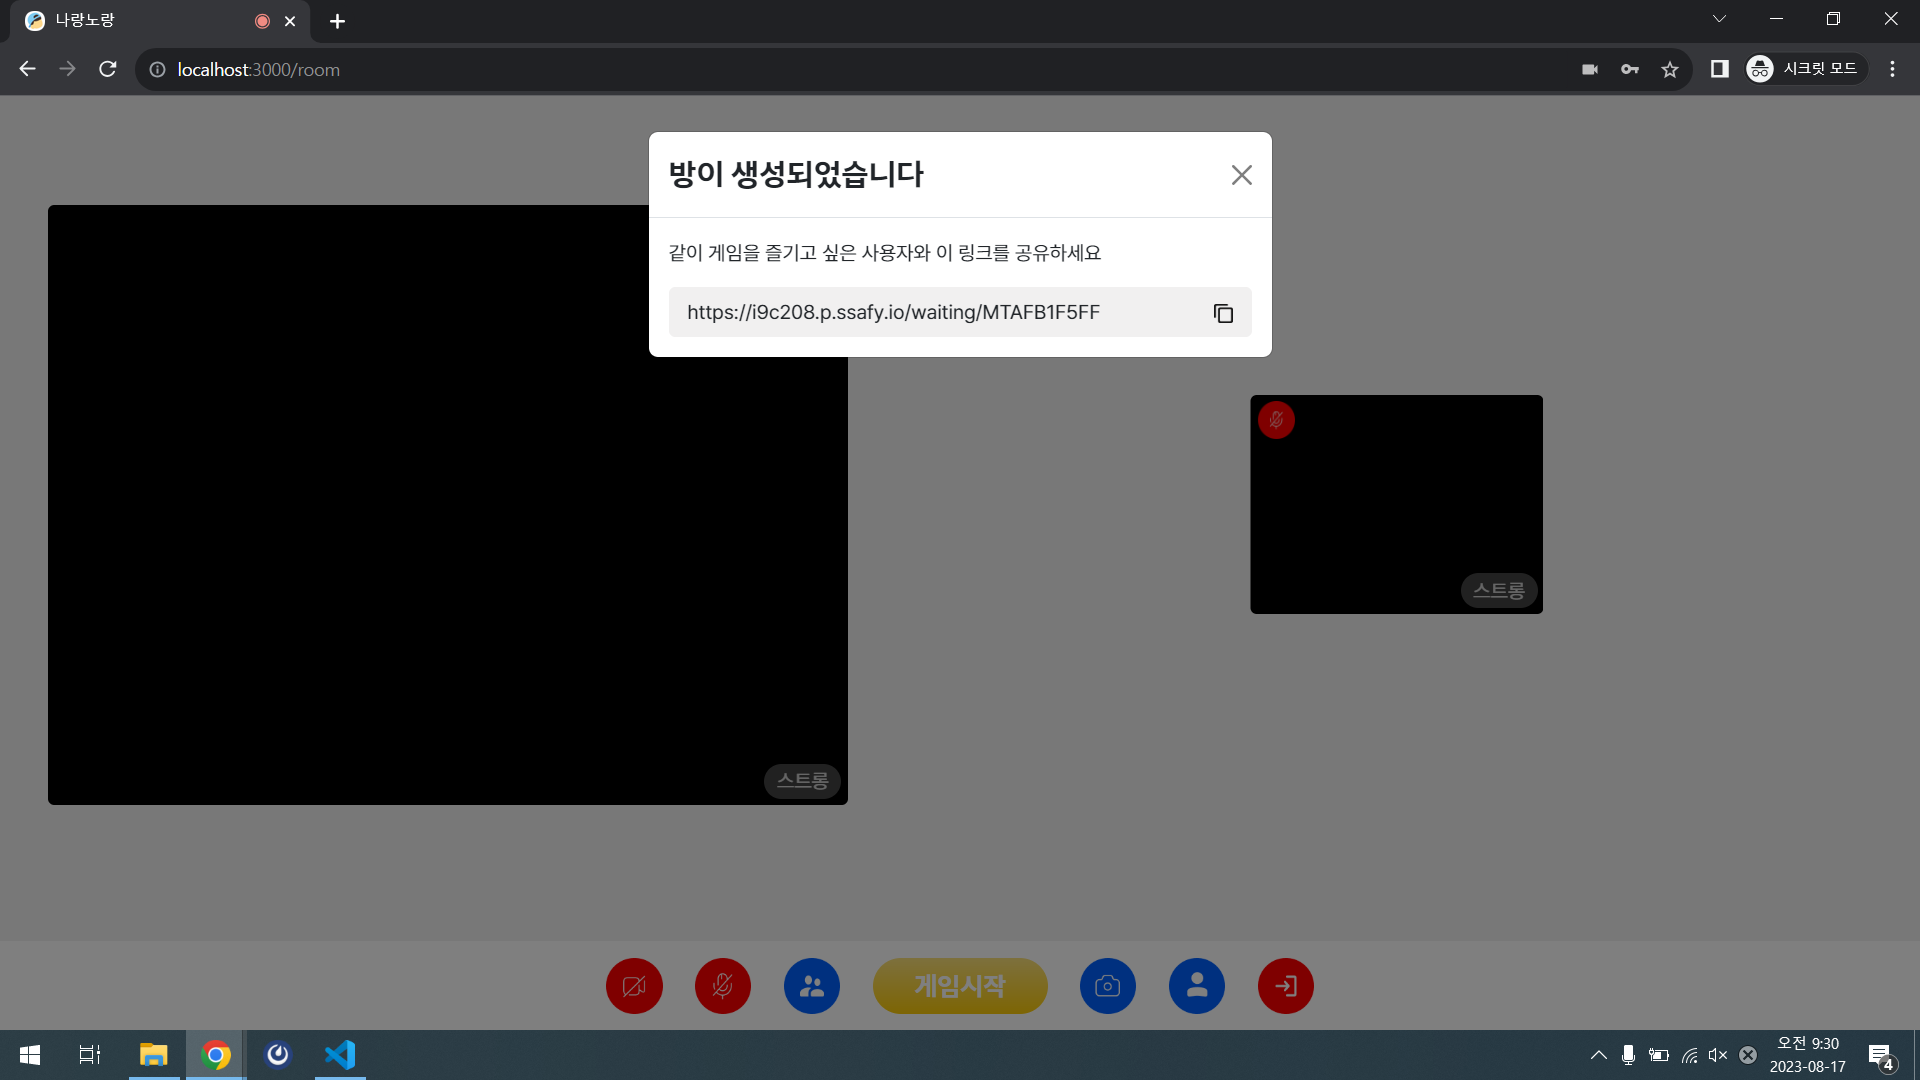 나랑노랑
localhost:3000/room
시크릿 모드
방이 생성되었습니다
같이 게임을 즐기고 싶은 사용자와 이 링크를 공유하세요
https://i9c208.p.ssafy.io/waiting/MTAFB1F5FF
스트롱
스트롱
게임시작
오전 9:30
2023-08-17
4